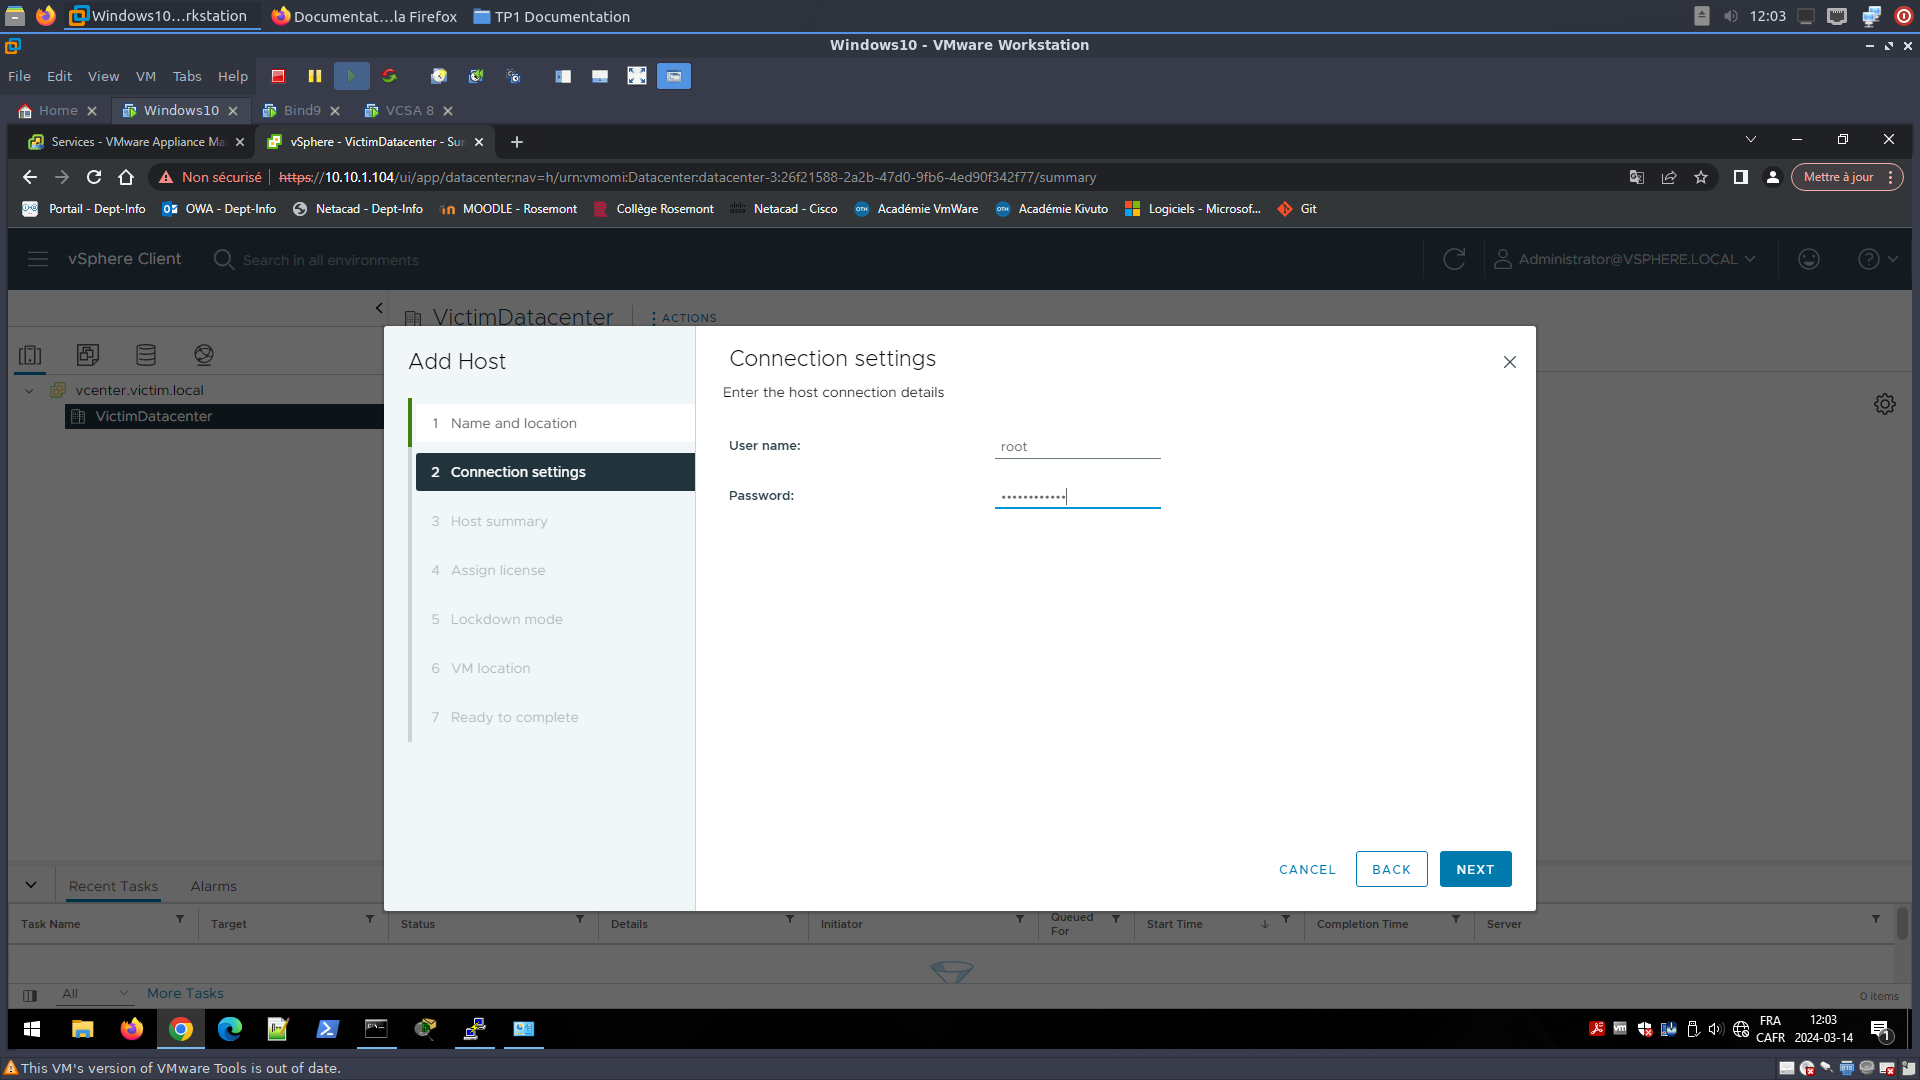 Windows10...rkstation
Documentat...la Firefox
TP1 Documentation
12:03
Windows10 - VMware Workstation
File Edit View VM Tabs Help
Home
Windows10
Bind9
VCSA 8
Services - VMware Appliance Ma
vSphere - VictimDatacenter - Sum
Non sécurisé
https://10.10.1.104/ui/app/datacenter;nav=h/urn:vmomi:Datacenter:datacenter-3:26f21588-2a2b-47d0-9fb6-4ed90f342f77/summary
Mettre à jour
Portail - Dept-Info
OWA - Dept-Info
Netacad - Dept-Info
MOODLE - Rosemont
Collège Rosemont
Netacad - Cisco
Académie VmWare
Académie Kivuto
Logiciels - Microsof...
Git
vSphere Client
Search in all environments
Administrator@VSPHERE.LOCAL
VictimDatacenter
ACTIONS
vcenter.victim.local
VictimDatacenter
Add Host
1 Name and location
2 Connection settings
3 Host summary
4 Assign license
5 Lockdown mode
6 VM location
7 Ready to complete
Connection settings
Enter the host connection details
User name:
root
Password:
••••••••••••
CANCEL
BACK
NEXT
Recent Tasks
Alarms
Task Name
Target
Status
Details
Initiator
Queued For
Start Time
Completion Time
Server
All
More Tasks
0 items
FRA
CAFR
12:03
2024-03-14
1
This VM's version of VMware Tools is out of date.